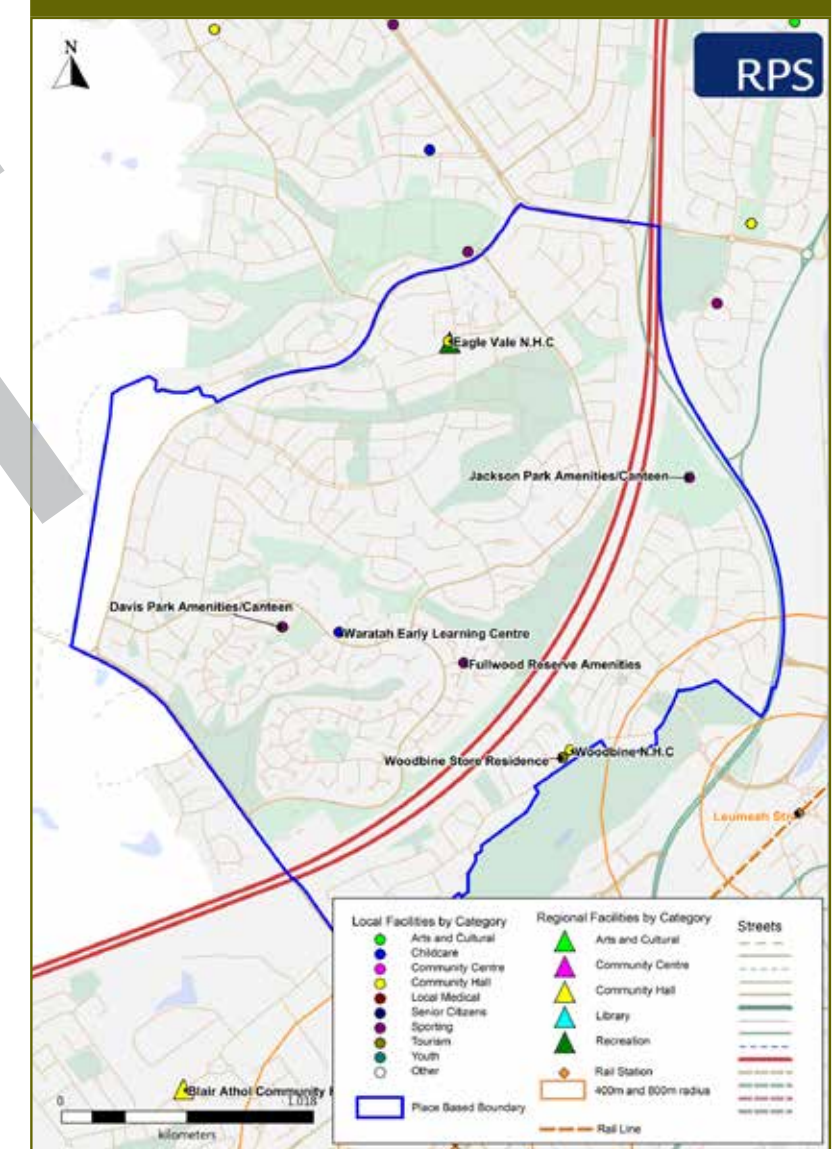 N
RPS
Eagle Vale N.H.C
Jackson Park Amenities/Canteen
Davis Park Amenities/Canteen
Waratah Early Learning Centre
Fullwood Reserve Amenities
Woodbine N.H.C
Woodbine Store Residence
Leumeah
Local Facilities by Category
Arts and Cultural
Childcare
Community Centre
Community Hall
Local Medical
Senior Citizens
Sporting
Tourism
Youth
Other
Place Based Boundary
Regional Facilities by Category
Arts and Cultural
Community Centre
Community Hall
Library
Recreation
Rail Station
400m and 800m radius
Rail Line
Streets
Blair Athol Community
0 1.018
kilometers